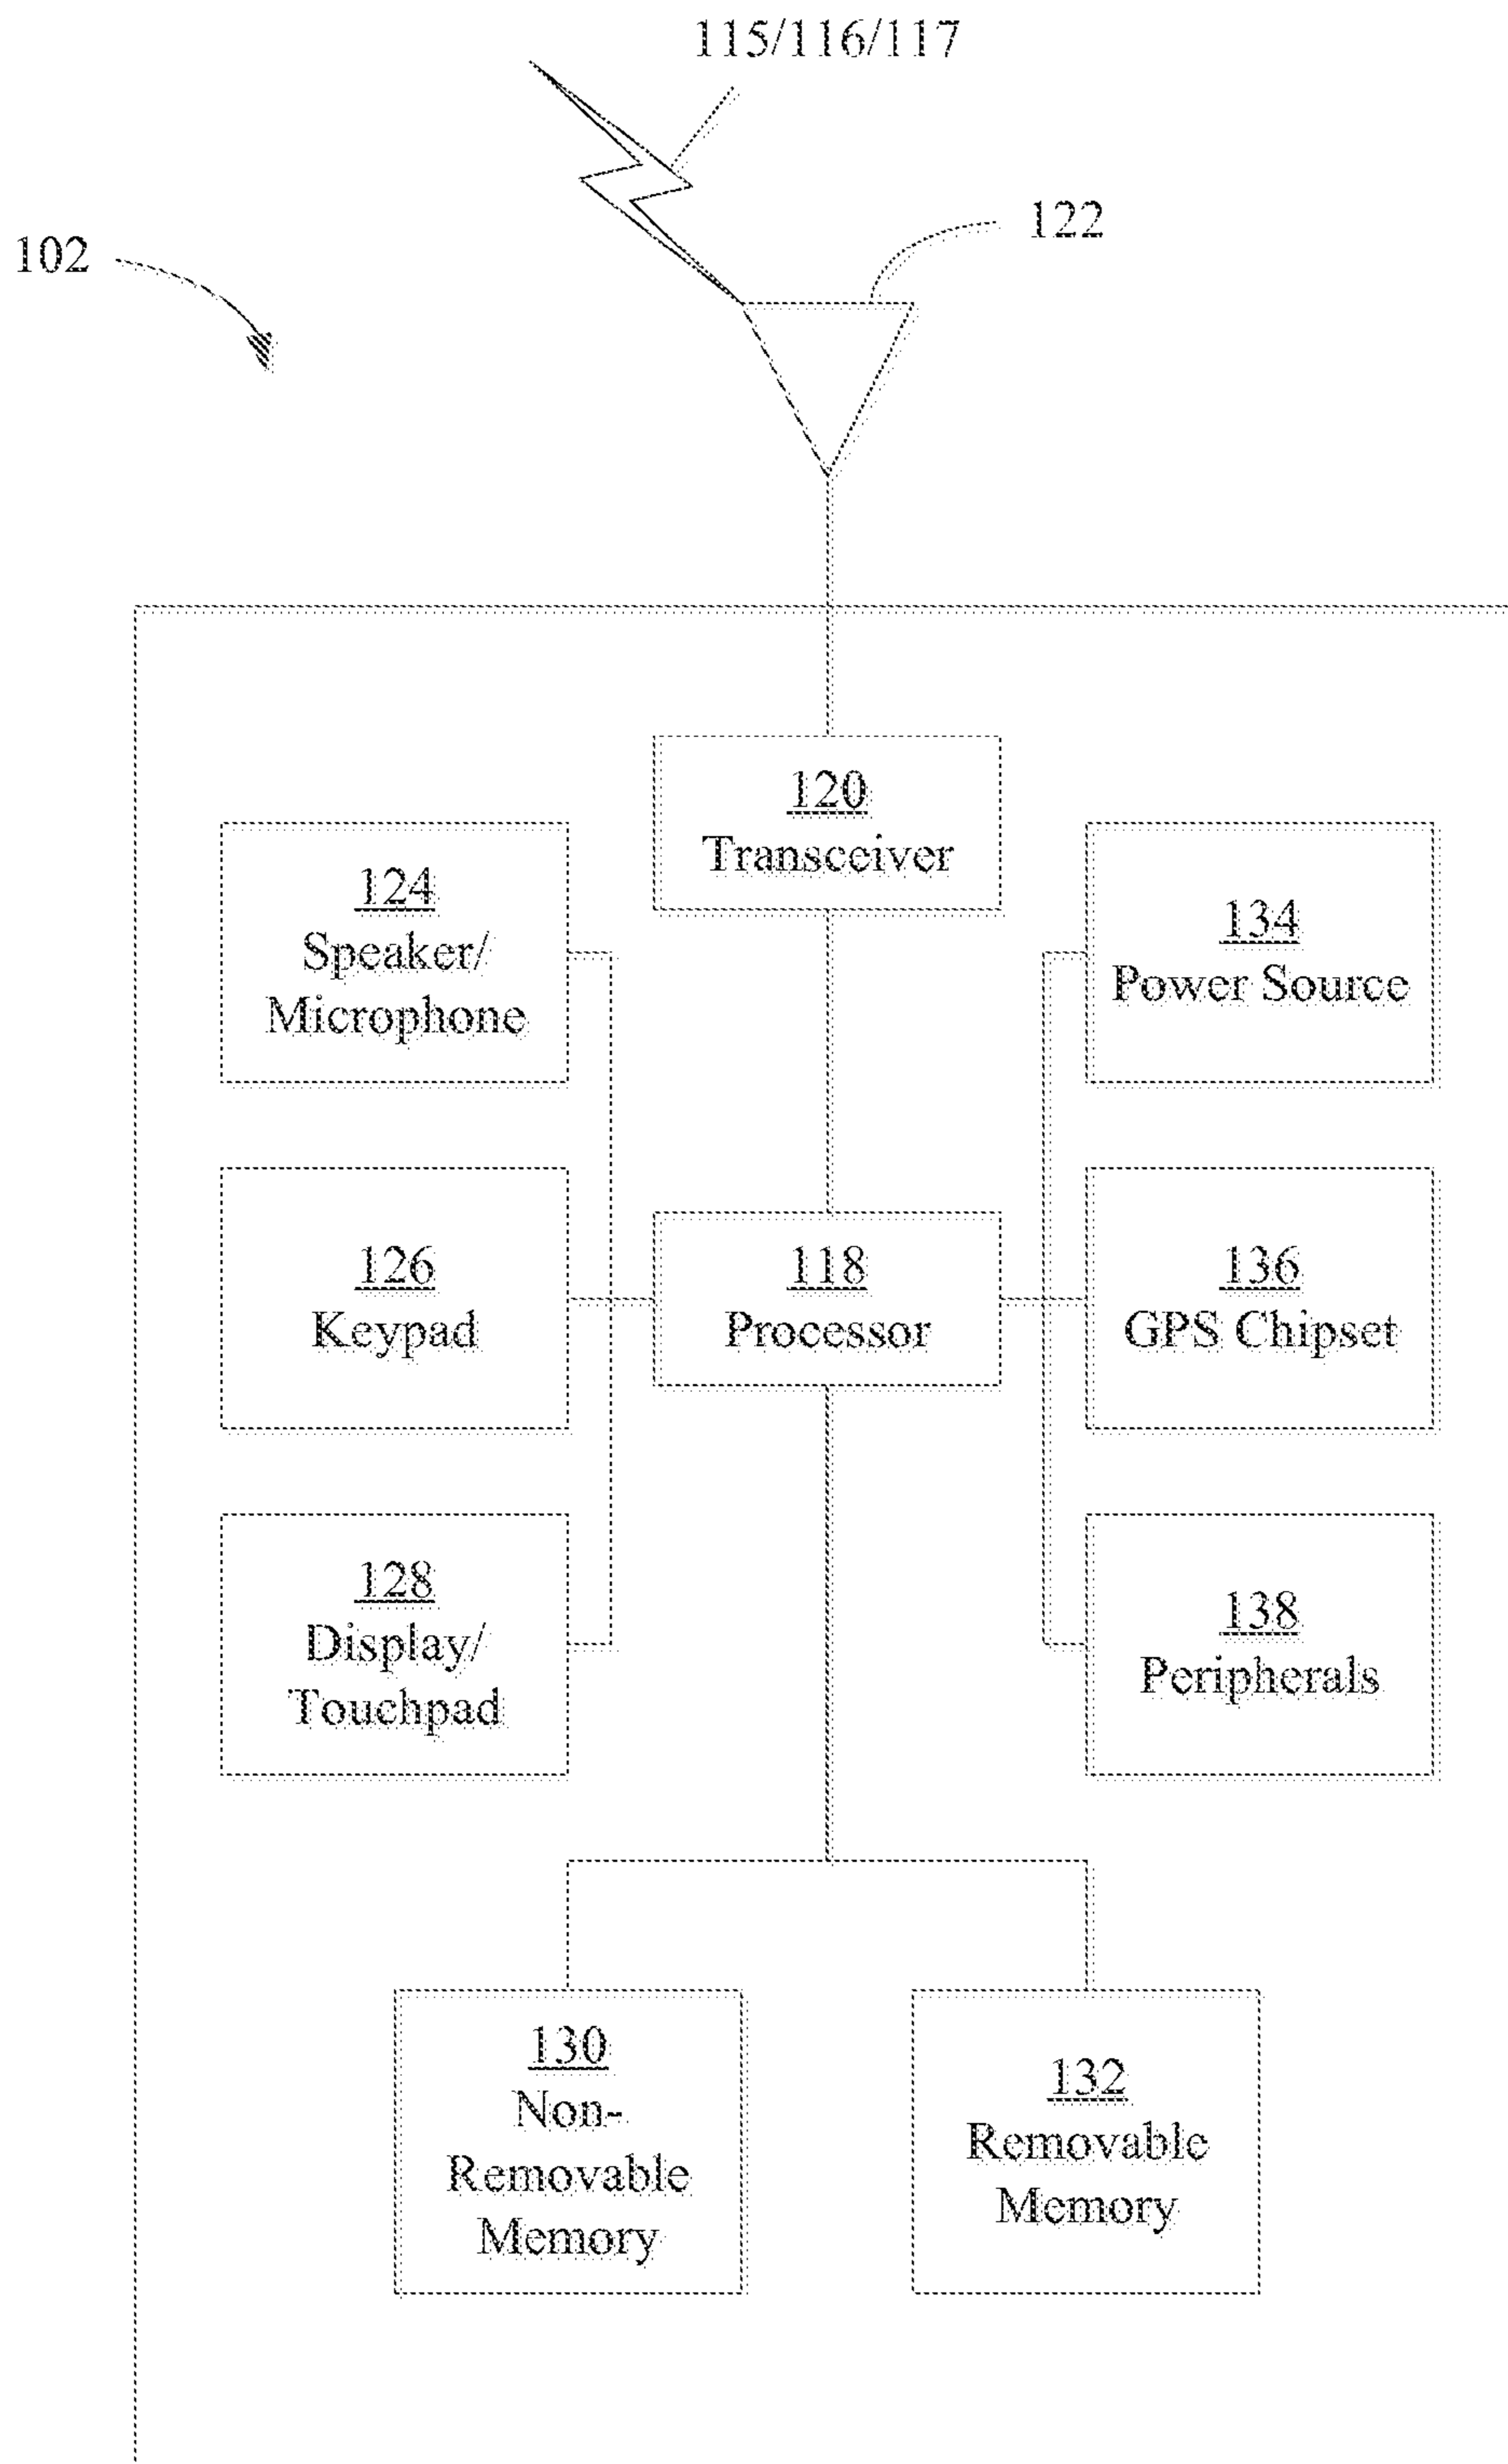 115/116/117
122
102
120
Transceiver
124
Speaker/
Microphone
134
Power Source
126
Keypad
118
Processor
136
GPS Chipset
128
Display/
Touchpad
138
Peripherals
130
Non-
Removable
Memory
132
Removable
Memory